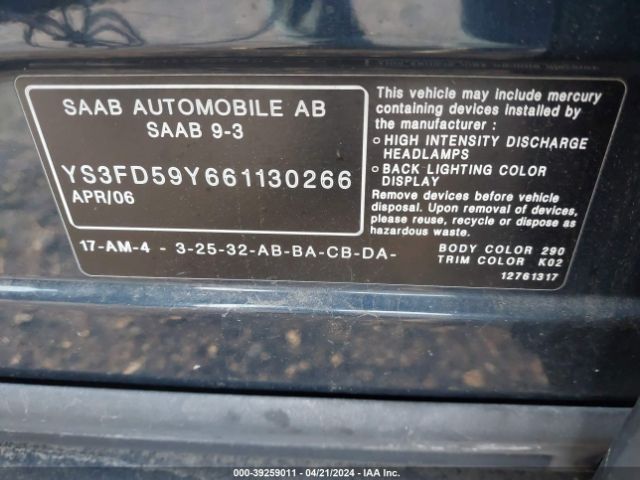 SAAB AUTOMOBILE AB
SAAB 9-3
YS3FD59Y661130266
APR/06
17-AM-4 - 3-25-32-AB-BA-CB-DA-
This vehicle may include mercury
containing devices installed by
the manufacturer :
o HIGH INTENSITY DISCHARGE
HEADLAMPS
o BACK LIGHTING COLOR
DISPLAY
Remove devices before vehicle
disposal. Upon removal of devices,
please reuse, recycle or dispose as
hazardous waste.
BODY COLOR 290
TRIM COLOR K02
12761317
COPART - 39259011 - 04/21/2024 - IAA Inc.